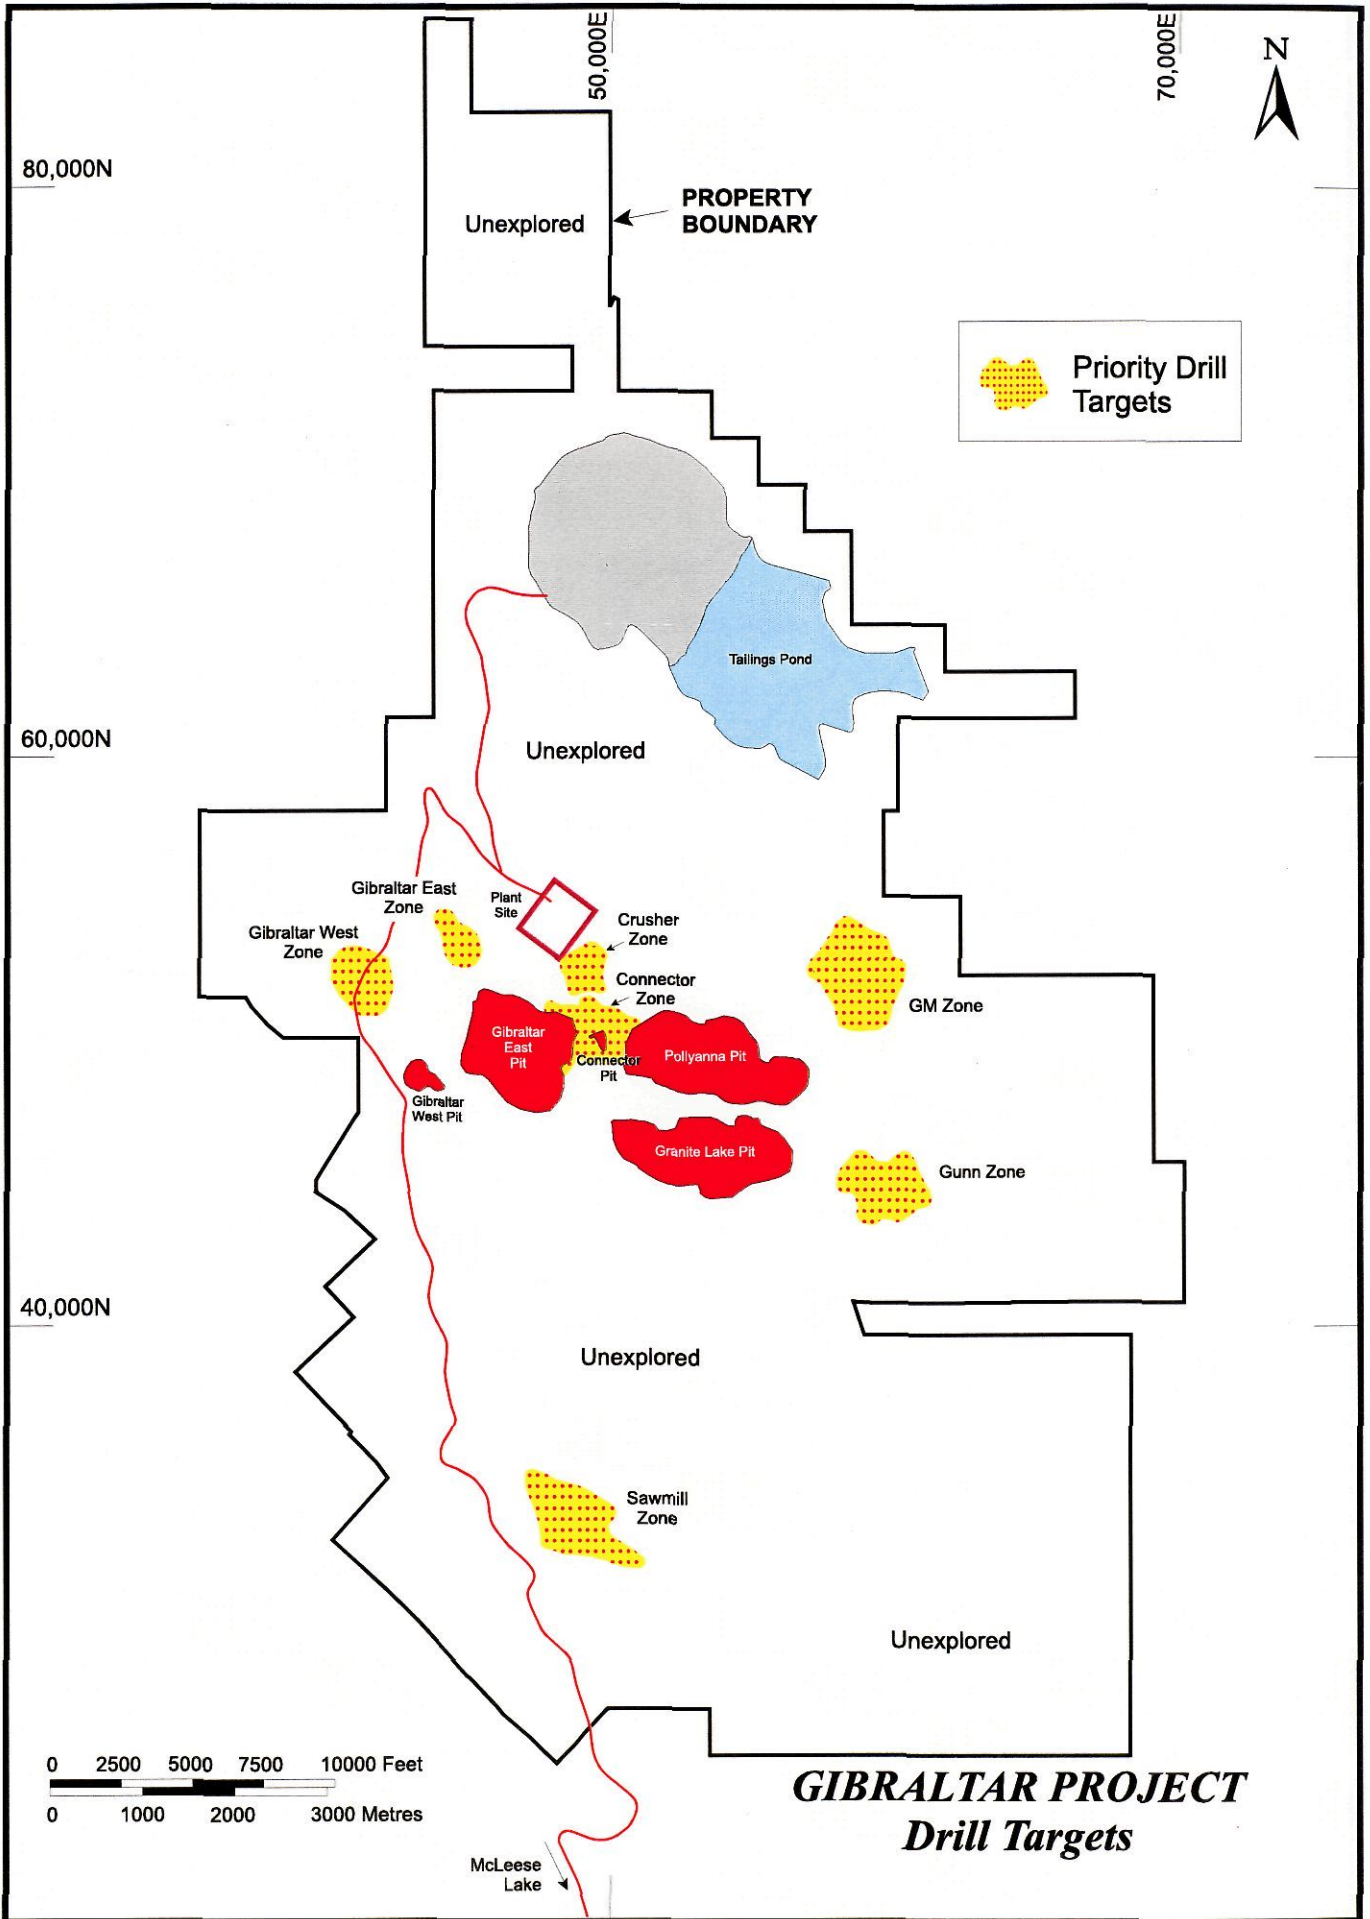 50,000E
70,000E
N
80,000N
PROPERTY
BOUNDARY
Unexplored
Priority Drill
Targets
Tailings Pond
60,000N
Unexplored
Gibraltar East
Zone
Plant
Site
Crusher
Zone
Gibraltar West
Zone
Connector
Zone
GM Zone
Gibraltar
East
Pit
Connector
Pit
Pollyanna Pit
Gibraltar
West Pit
Granite Lake Pit
Gunn Zone
40,000N
Unexplored
Sawmill
Zone
Unexplored
0 2500 5000 7500 10000 Feet
0 1000 2000 3000 Metres
GIBRALTAR PROJECT
Drill Targets
McLeese
Lake